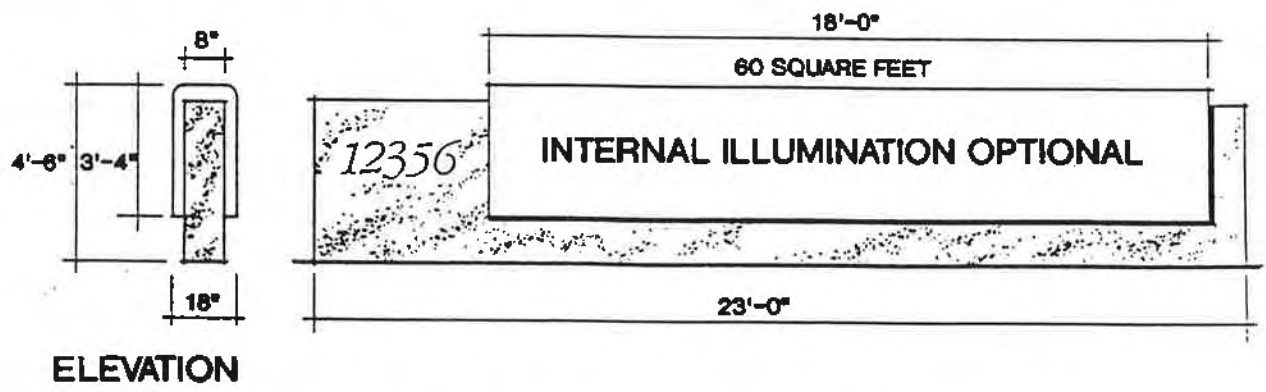 18'-0"
8"
60 SQUARE FEET
4'-6" 3'-4"
12356
INTERNAL ILLUMINATION OPTIONAL
18"
23'-0"
ELEVATION